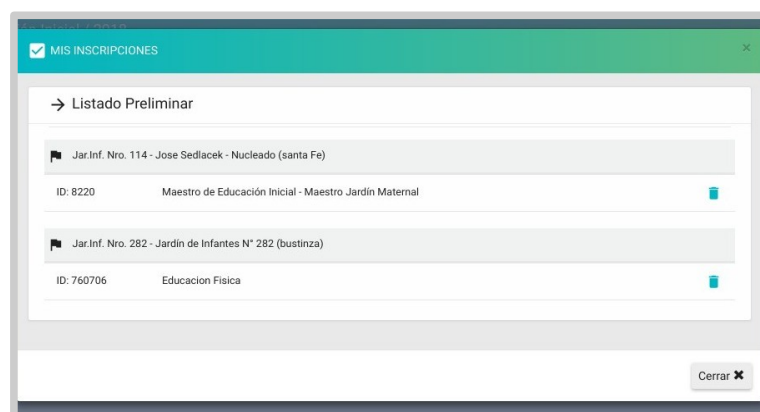 MIS INSCRIPCIONES
Listado Preliminar
Jar.Inf. Nro. 114 - Jose Sedlacek - Nucleado (santa Fe)
ID: 8220 Maestro de Educación Inicial - Maestro Jardín Maternal
Jar.Inf. Nro. 282 - Jardín de Infantes N° 282 (bustinza)
ID: 760706 Educacion Fisica
Cerrar